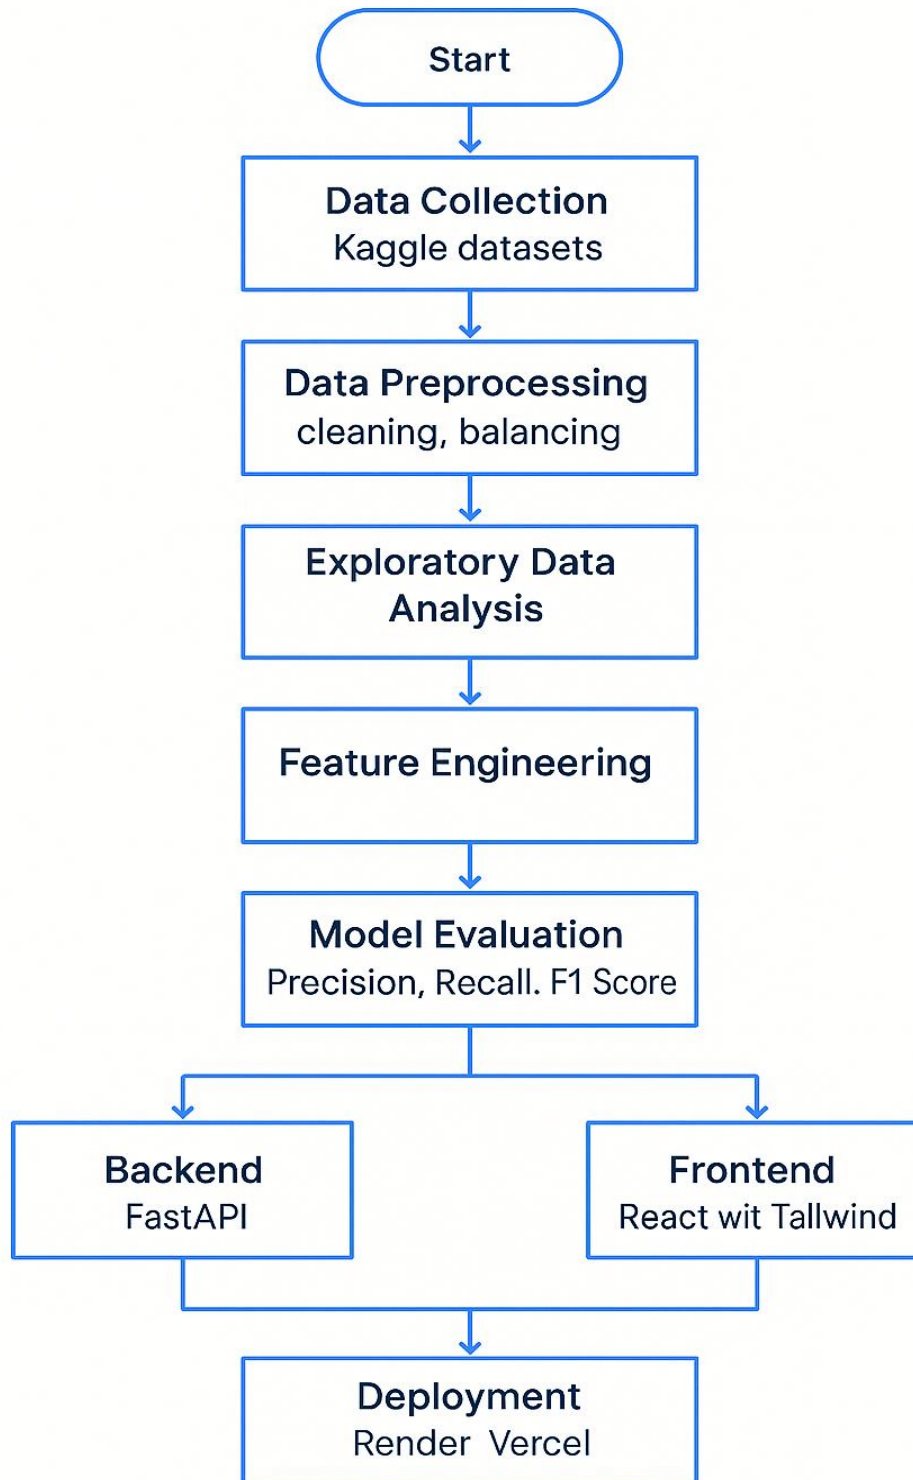 Start
Data Collection
Kaggle datasets
Data Preprocessing
cleaning, balancing
Exploratory Data
Analysis
Feature Engineering
Model Evaluation
Precision, Recall. F1 Score
Backend
FastAPI
Frontend
React wit Tallwind
Deployment
Render Vercel